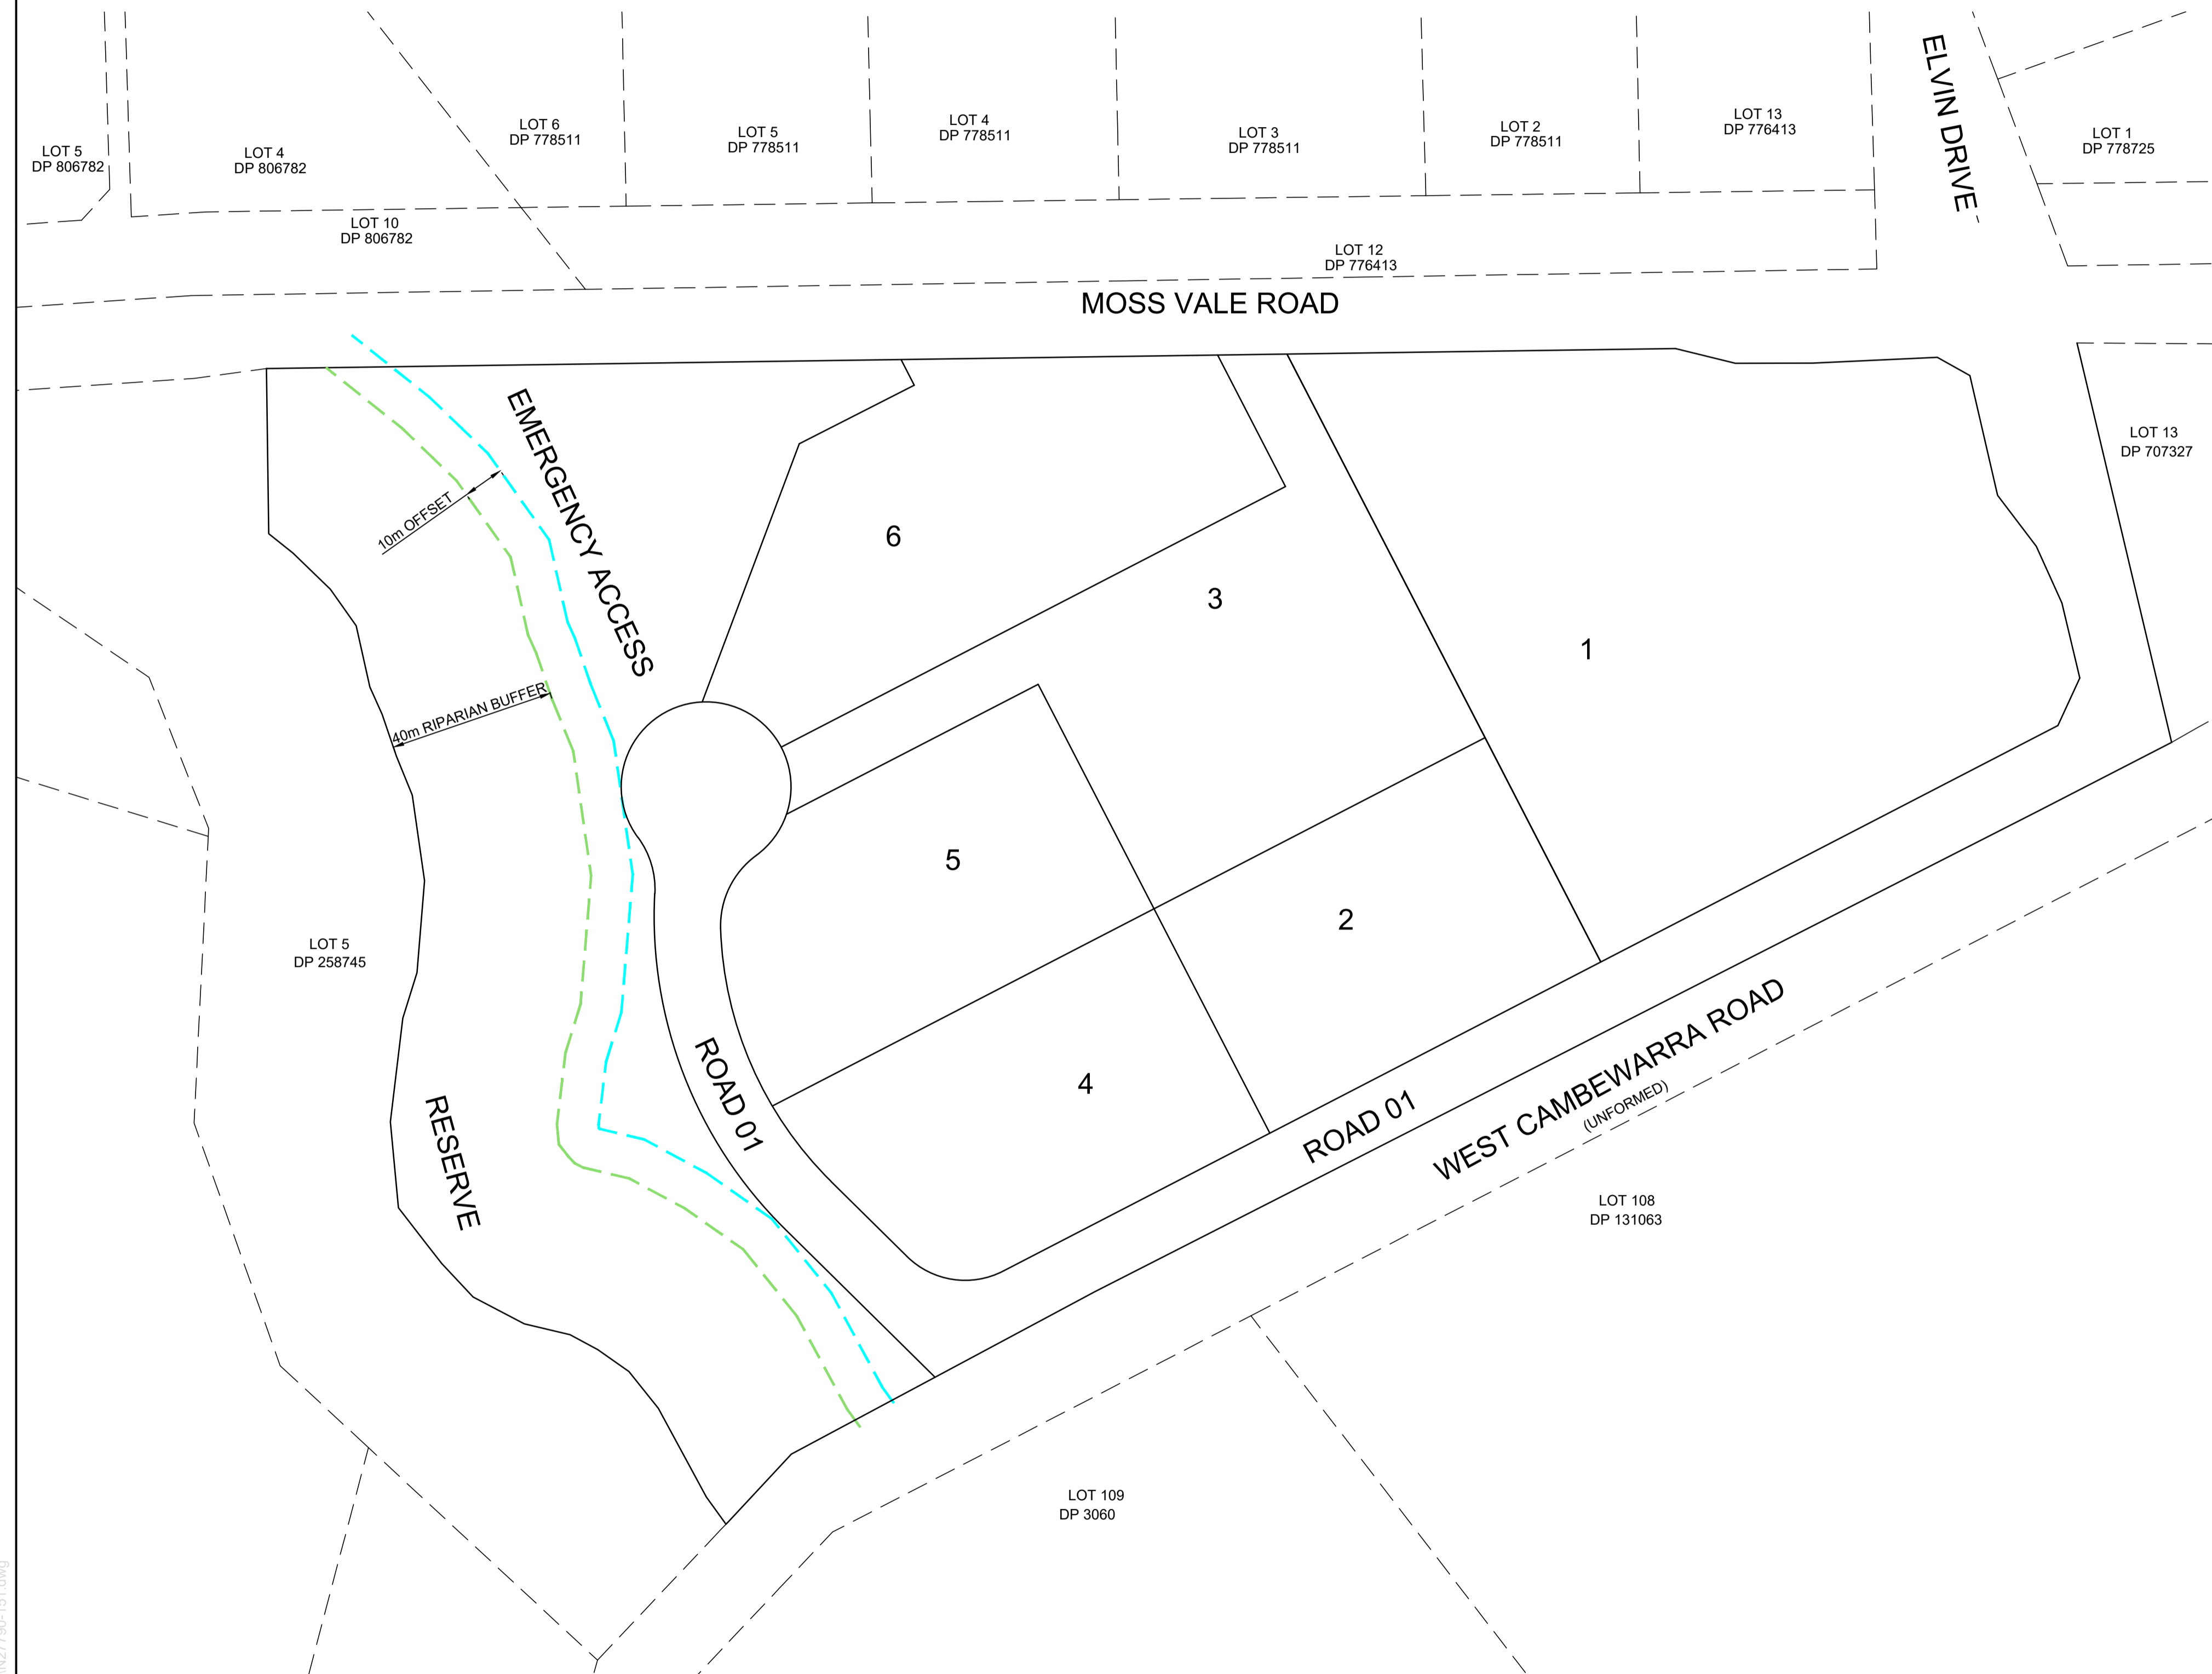 ELVIN DRIVE
LOT 5
DP 806782
LOT 4
DP 806782
LOT 6
DP 778511
LOT 5
DP 778511
LOT 4
DP 778511
LOT 3
DP 778511
LOT 2
DP 778511
LOT 13
DP 776413
LOT 1
DP 778725
LOT 10
DP 806782
LOT 12
DP 776413
MOSS VALE ROAD
LOT 13
DP 707327
EMERGENCY ACCESS
10m OFFSET
6
3
1
40m RIPARIAN BUFFER
5
2
LOT 5
DP 258745
ROAD 01
4
RESERVE
ROAD 01
WEST CAMBEWARRA ROAD
(UNFORMED)
LOT 108
DP 131063
LOT 109
DP 3060